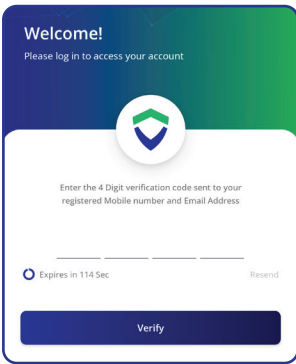 Welcome!
Please log in to access your account
Enter the 4 Digit verification code sent to your
registered Mobile number and Email Address
Expires in 114 Sec Resend
Verify